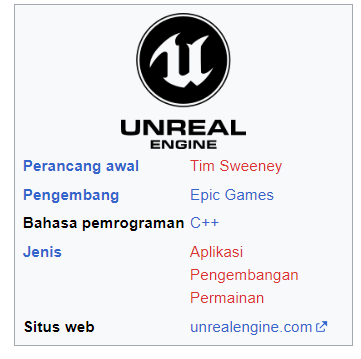 UNREAL
ENGINE
Perancang awal Tim Sweeney
Pengembang Epic Games
Bahasa pemrograman C++
Jenis Aplikasi
Pengembangan
Permainan
Situs web unrealengine.com